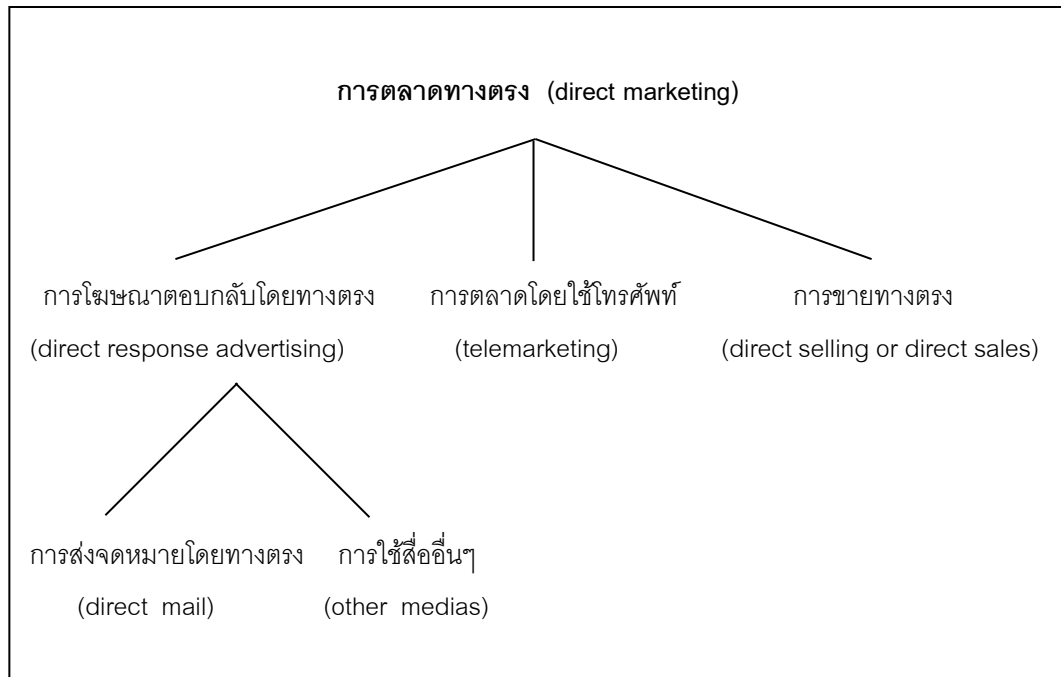 การตลาดทางตรง (direct marketing)
การโฆษณาตอบกลับโดยทางตรง การตลาดโดยใช้โทรศัพท์ การขายทางตรง
(direct response advertising) (telemarketing) (direct selling or direct sales)
การส่งจดหมายโดยทางตรง การใช้สื่ออื่นๆ
(direct mail) (other medias)